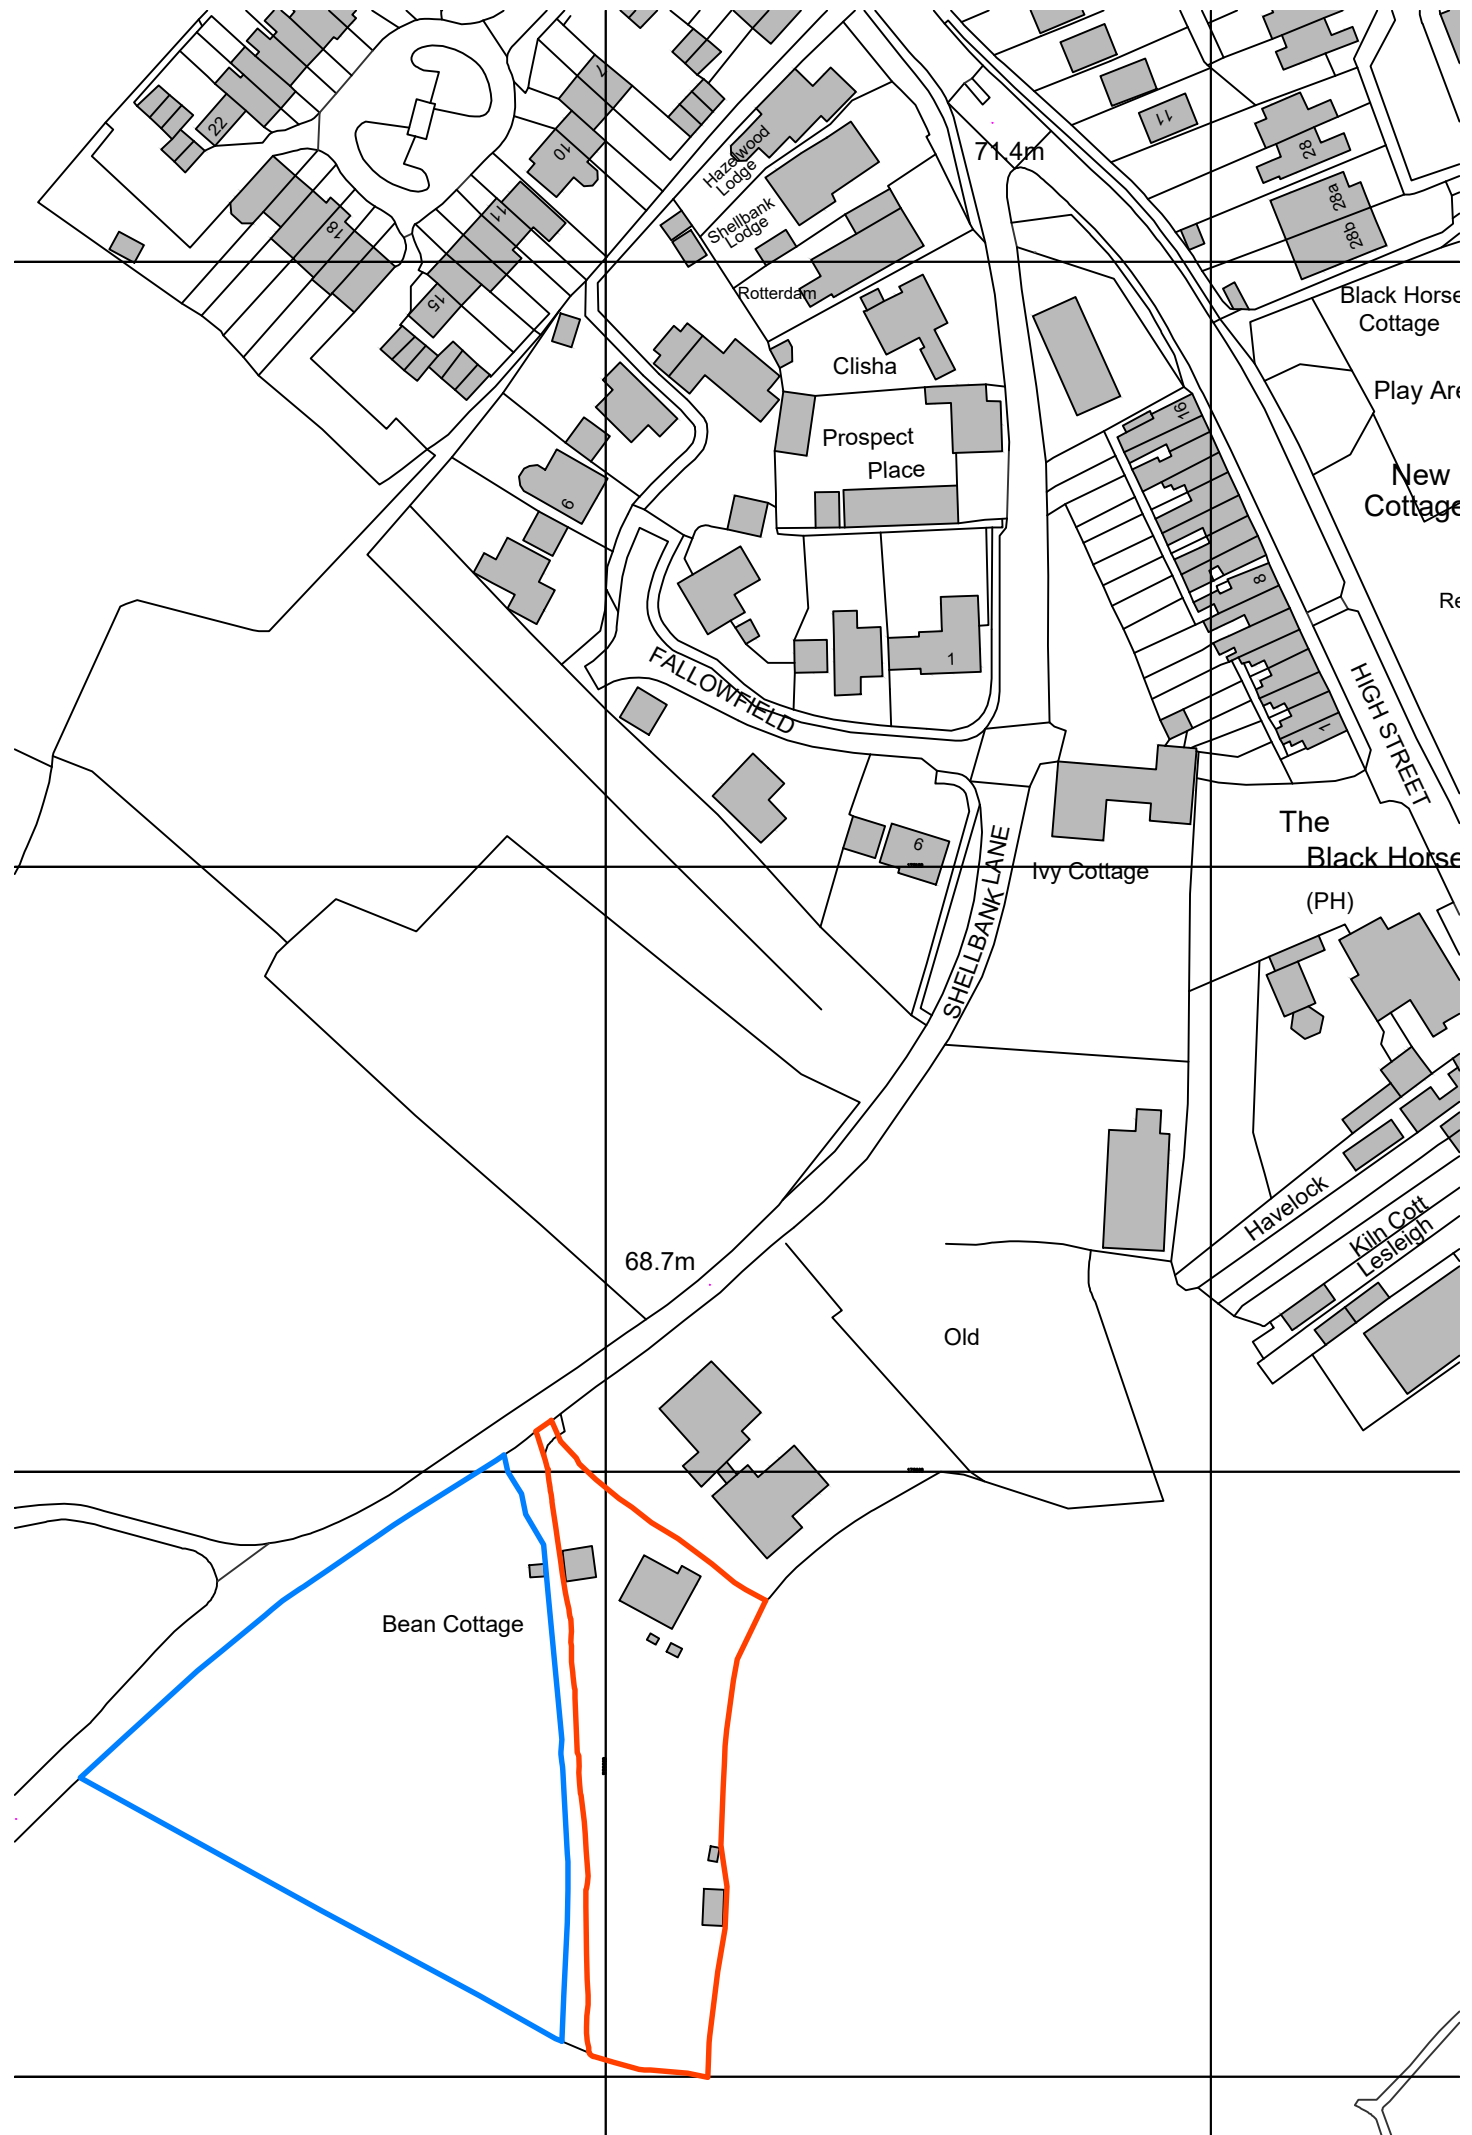 22
7
10
11
11
28
28a
28b
71.4m
Hazelwood
Lodge
Shellbank
Lodge
18
15
Rotterdam
Black Horse
Cottage
Clisha
Play Are
16
Prospect
Place
New
Cottage
9
8
Re
1
FALLOWFIELD
HIGH STREET
1
The
Black Horse
(PH)
6
SHELLBANK LANE
Ivy Cottage
Havelock
Kiln Cott
Lesleigh
68.7m
Old
Bean Cottage